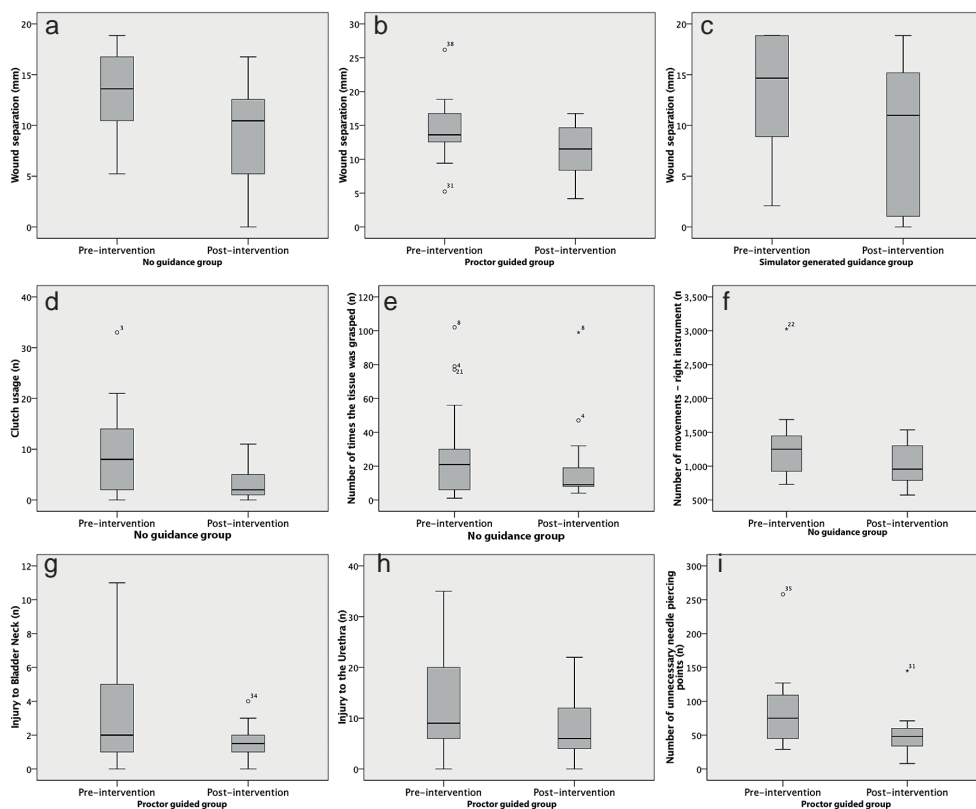 a
20
15
10
5
0
Wound separation (mm)
Pre-intervention
Post-intervention
No guidance group
b
30
25
20
15
10
5
0
Wound separation (mm)
38
31
Pre-intervention
Post-intervention
Proctor guided group
c
20
15
10
5
0
Wound separation (mm)
Pre-intervention
Post-intervention
Simulator generated guidance group
d
40
30
20
10
0
Clutch usage (n)
3
Pre-intervention
Post-intervention
No guidance group
e
120
100
80
60
40
20
0
Number of times the tissue was grasped (n)
8
4
21
8
4
Pre-intervention
Post-intervention
No guidance group
f
3,500
3,000
2,500
2,000
1,500
1,000
500
Number of movements - right instrument (n
22
Pre-intervention
Post-intervention
No guidance group
g
12
10
8
6
4
2
0
Injury to Bladder Neck (n)
34
Pre-intervention
Post-intervention
Proctor guided group
h
40
30
20
10
0
Injury to the Urethra (n)
Pre-intervention
Post-intervention
Proctor guided group
i
300
250
200
150
100
50
0
Number of unnecessary needle piercing
points (n)
35
31
Pre-intervention
Post-intervention
Proctor guided group